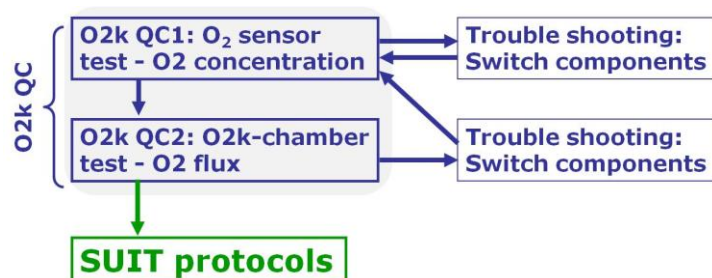 O2k QC
O2k QC1: O₂ sensor
test - O2 concentration
Trouble shooting:
Switch components
O2k QC2: O2k-chamber
test - O2 flux
Trouble shooting:
Switch components
SUIT protocols